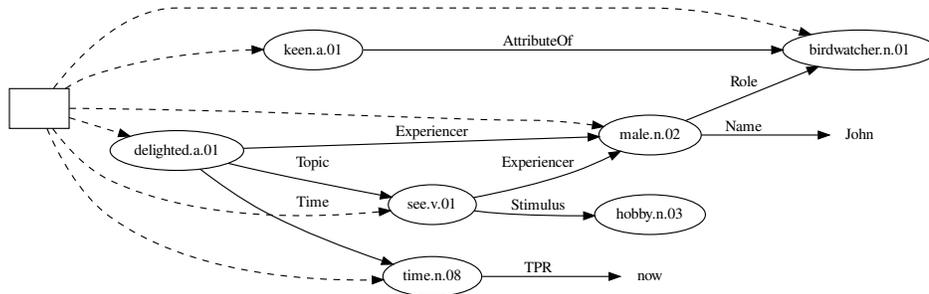 keen.a.01
AttributeOf
birdwatcher.n.01
Role
Experiencer
male.n.02
Name
John
delighted.a.01
Topic
Experiencer
Time
see.v.01
Stimulus
hobby.n.03
time.n.08
TPR
now